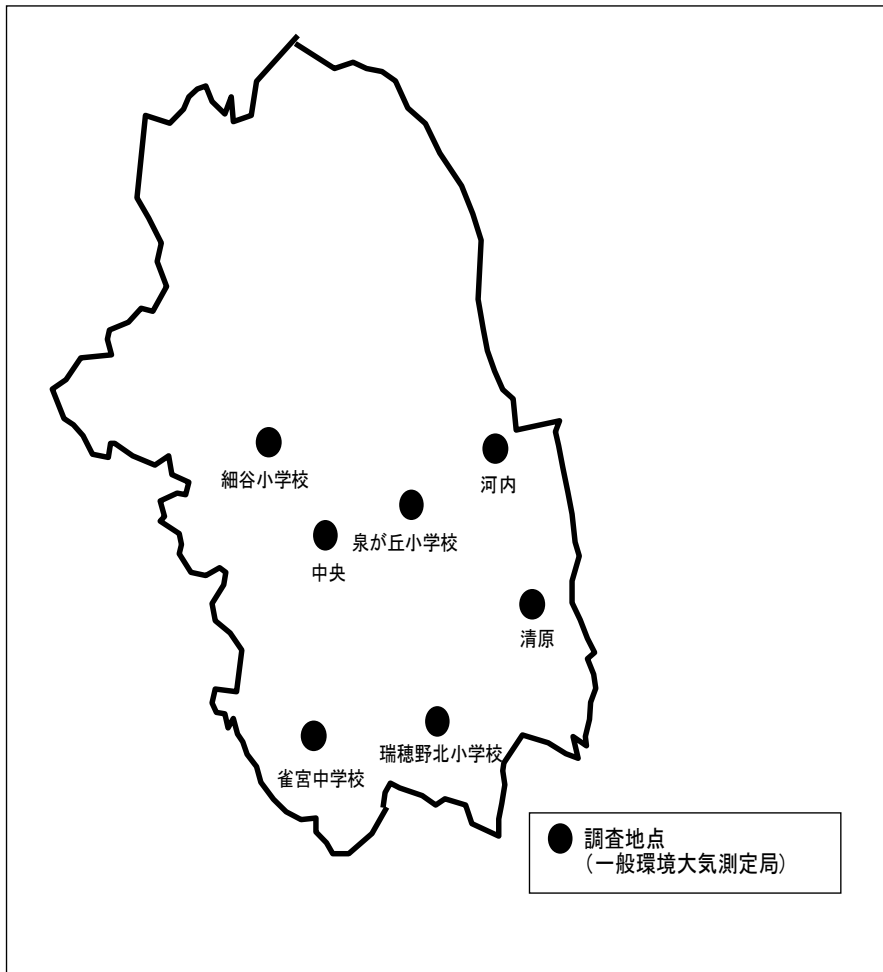 細谷小学校
河内
泉が丘小学校
中央
清原
瑞穂野北小学校
雀宮中学校
調査地点
（一般環境大気測定局）